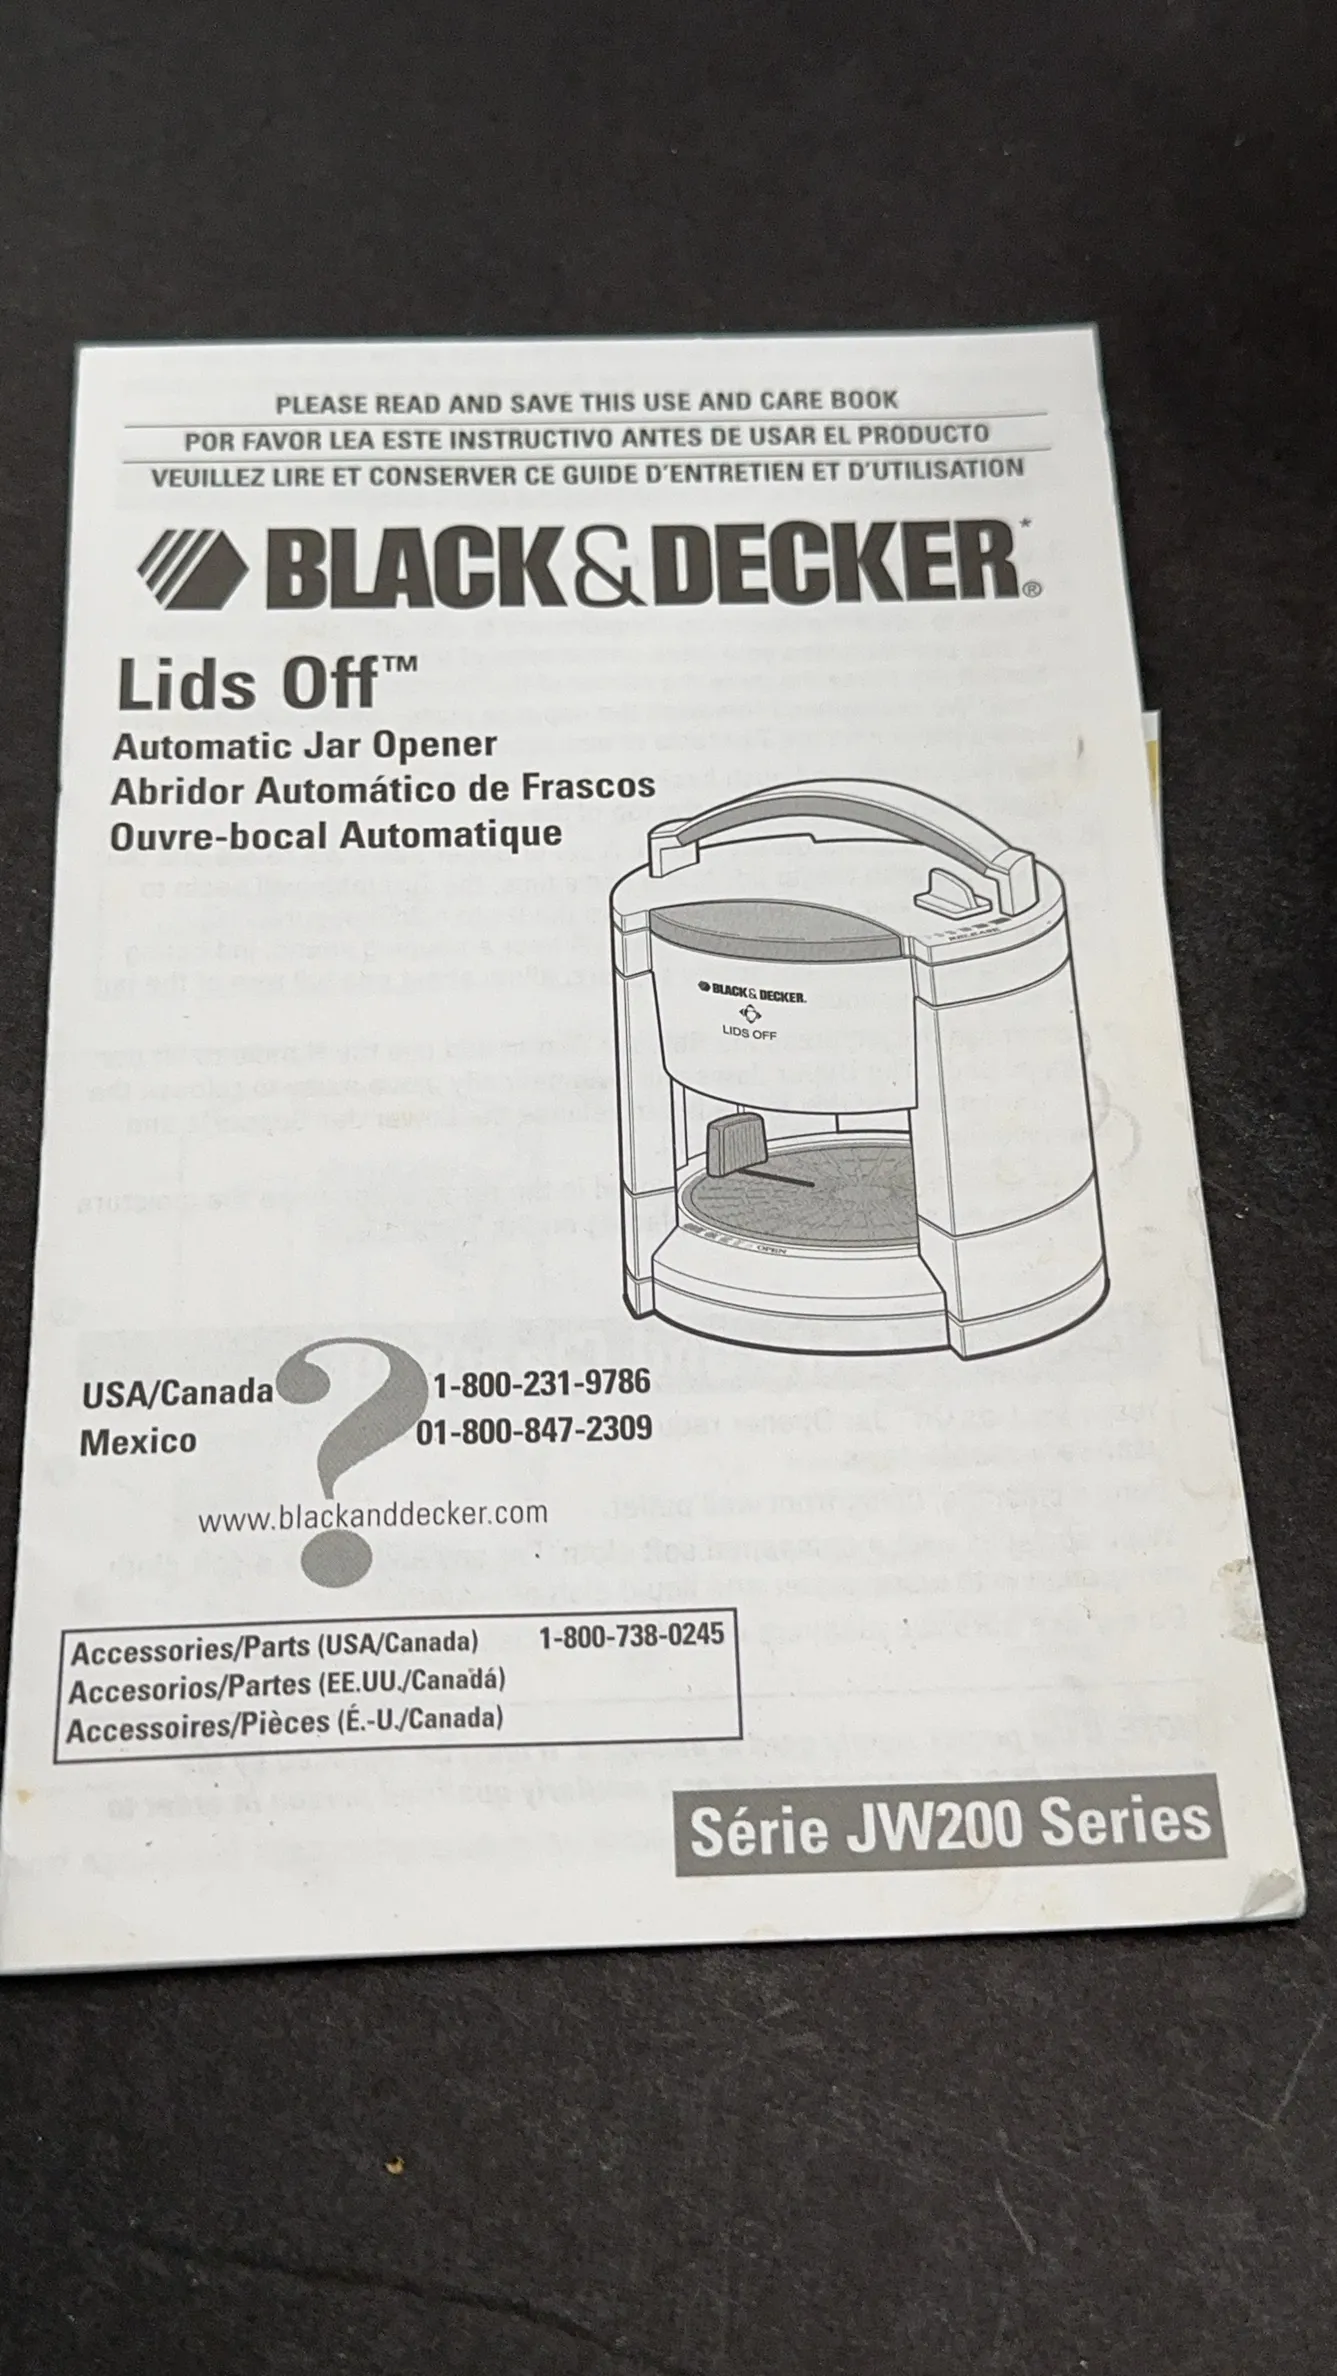 PLEASE READ AND SAVE THIS USE AND CARE BOOK
POR FAVOR LEA ESTE INSTRUCTIVO ANTES DE USAR EL PRODUCTO
VEUILLEZ LIRE ET CONSERVER CE GUIDE D'ENTRETIEN ET D'UTILISATION
BLACK&DECKER®*
Lids Off™
Automatic Jar Opener
Abridor Automático de Frascos
Ouvre-bocal Automatique
RELEASE
BLACK&DECKER.
LIDS OFF
OPEN
USA/Canada 1-800-231-9786
Mexico 01-800-847-2309
?
www.blackanddecker.com
Accessories/Parts (USA/Canada) 1-800-738-0245
Accesorios/Partes (EE.UU./Canadá)
Accessoires/Pièces (É.-U./Canada)
Série JW200 Series